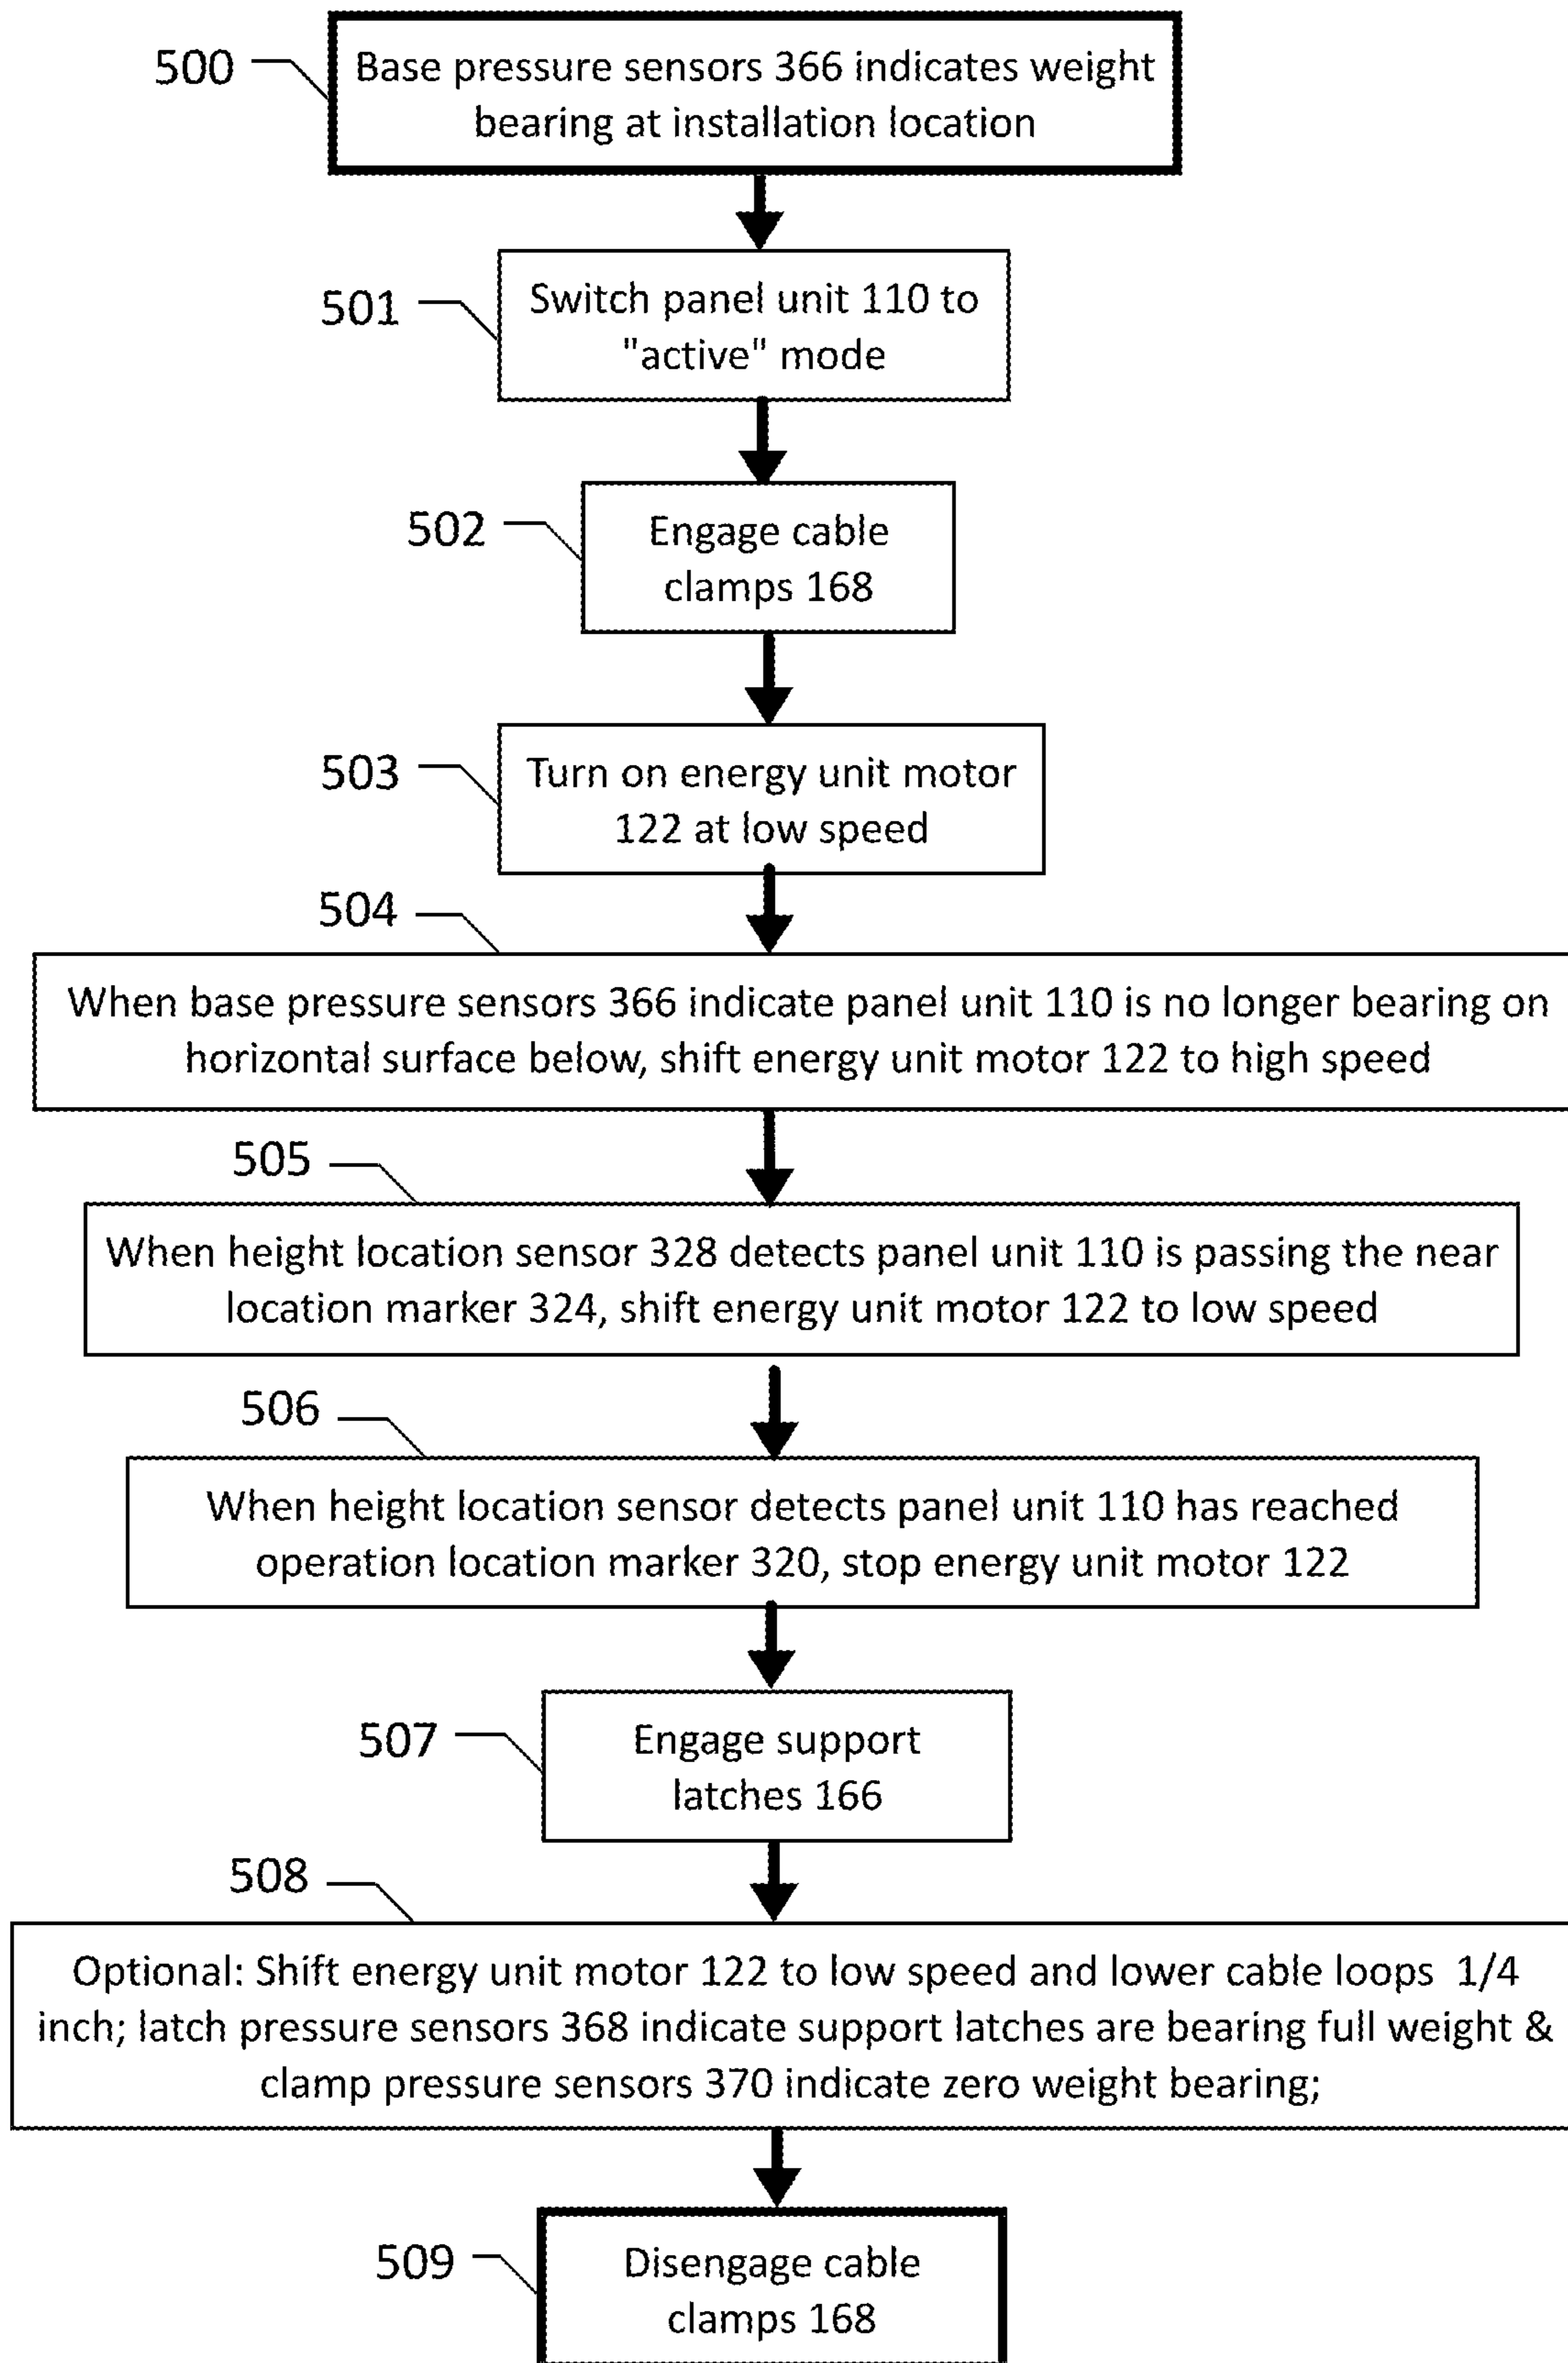 500
Base pressure sensors 366 indicates weight
bearing at installation location
501
Switch panel unit 110 to
"active" mode
502
Engage cable
clamps 168
503
Turn on energy unit motor
122 at low speed
504
When base pressure sensors 366 indicate panel unit 110 is no longer bearing on
horizontal surface below, shift energy unit motor 122 to high speed
505
When height location sensor 328 detects panel unit 110 is passing the near
location marker 324, shift energy unit motor 122 to low speed
506
When height location sensor detects panel unit 110 has reached
operation location marker 320, stop energy unit motor 122
507
Engage support
latches 166
508
Optional: Shift energy unit motor 122 to low speed and lower cable loops 1/4
inch; latch pressure sensors 368 indicate support latches are bearing full weight &
clamp pressure sensors 370 indicate zero weight bearing;
509
Disengage cable
clamps 168